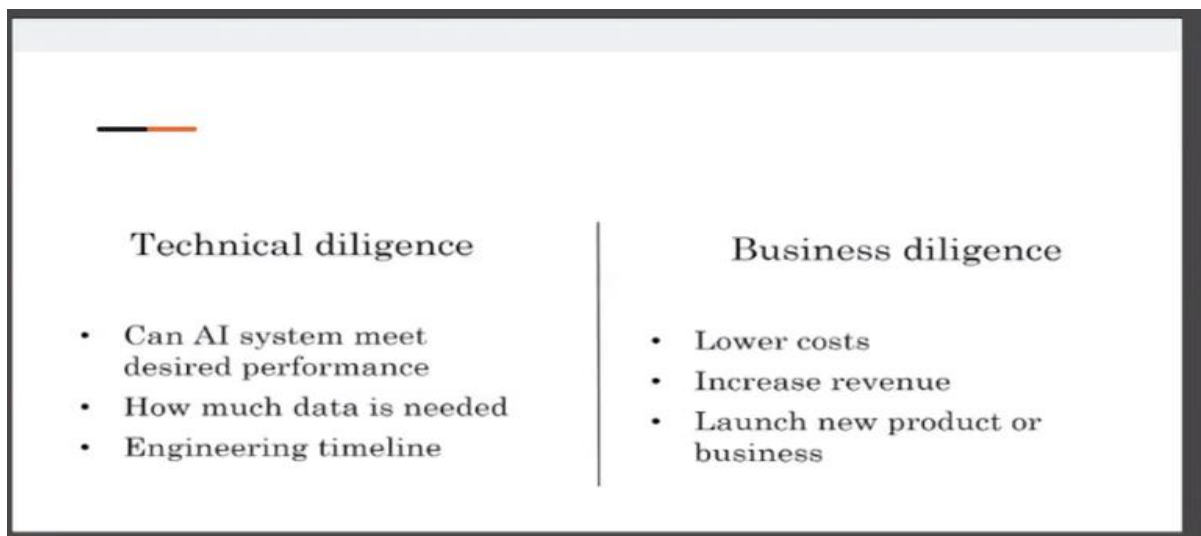 Technical diligence
• Can AI system meet
desired performance
• How much data is needed
• Engineering timeline
Business diligence
• Lower costs
• Increase revenue
• Launch new product or
business